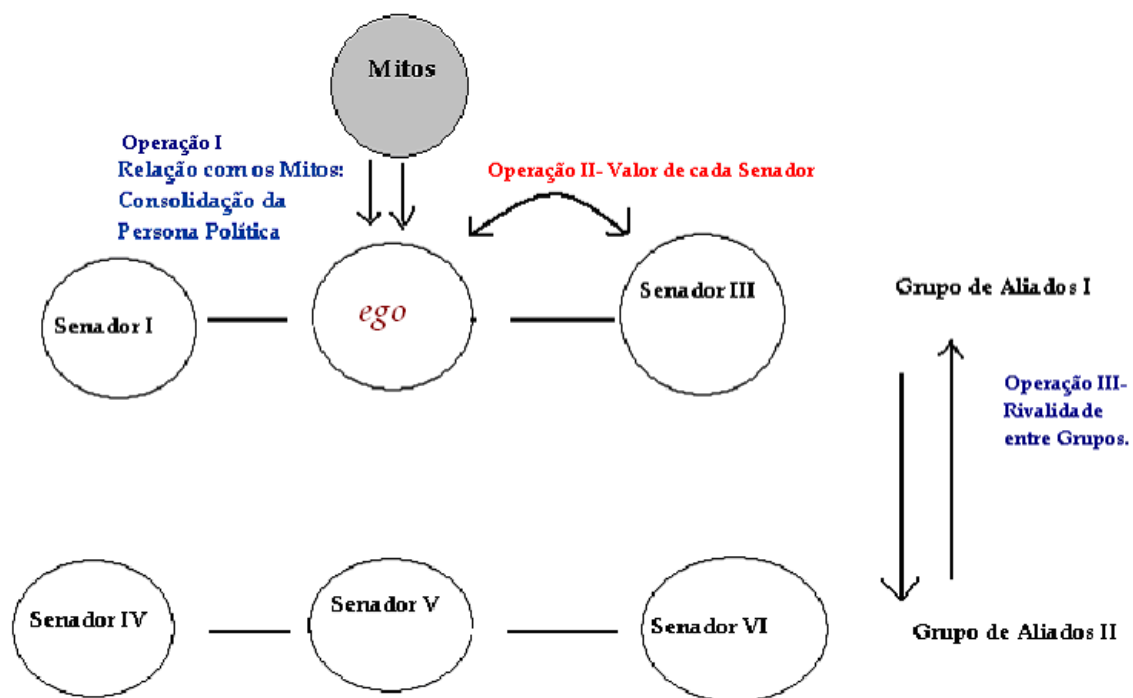 Mitos
Operação I
Relação com os Mitos:
Consolidação da
Persona Política
Operação II- Valor de cada Senador
Senador I
ego
Senador III
Grupo de Aliados I
Operação III-
Rivalidade
entre Grupos.
Senador IV
Senador V
Senador VI
Grupo de Aliados II